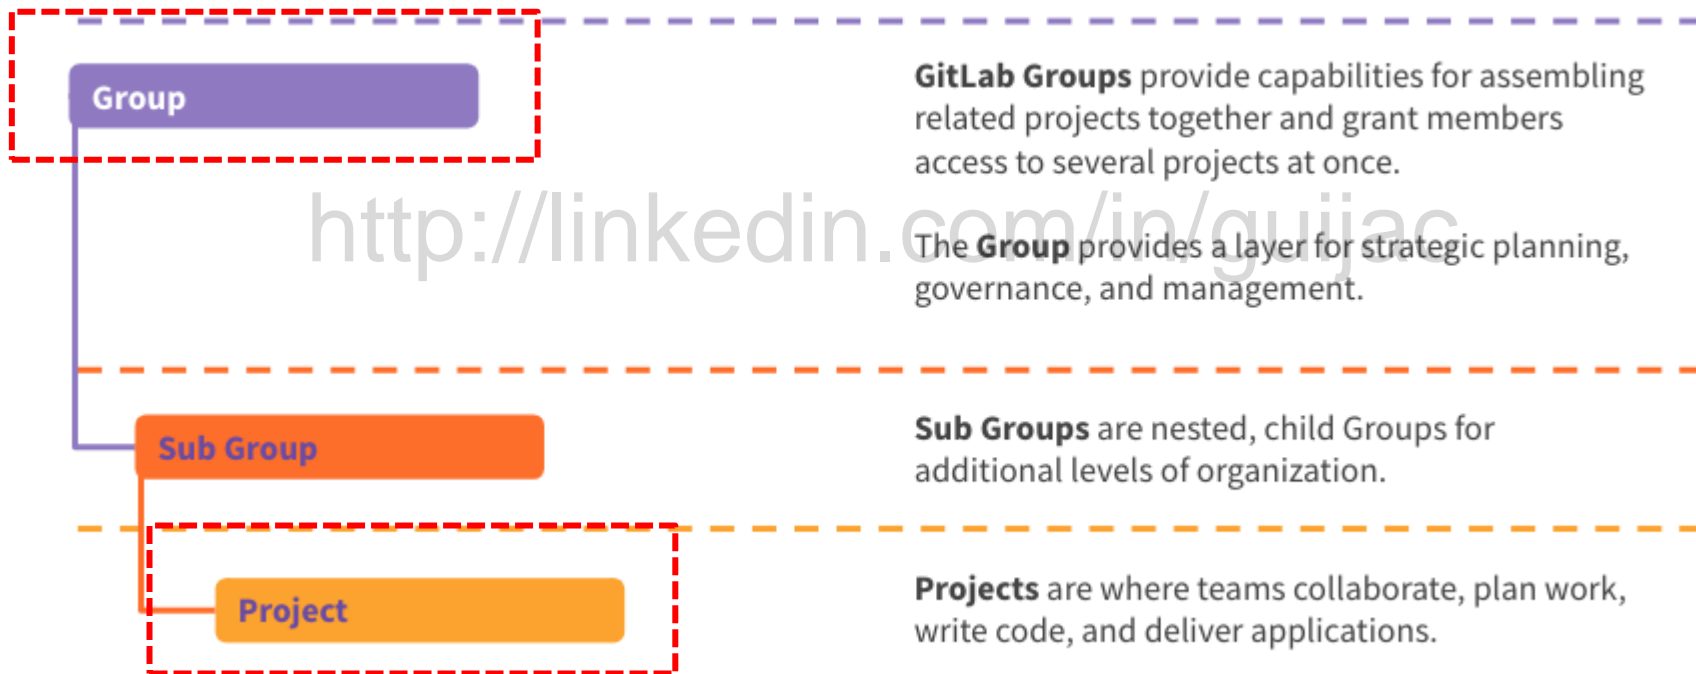 Group
GitLab Groups provide capabilities for assembling
related projects together and grant members
access to several projects at once.
http://linkedin.com/in/guijac
The Group provides a layer for strategic planning,
governance, and management.
Sub Group
Sub Groups are nested, child Groups for
additional levels of organization.
Project
Projects are where teams collaborate, plan work,
write code, and deliver applications.